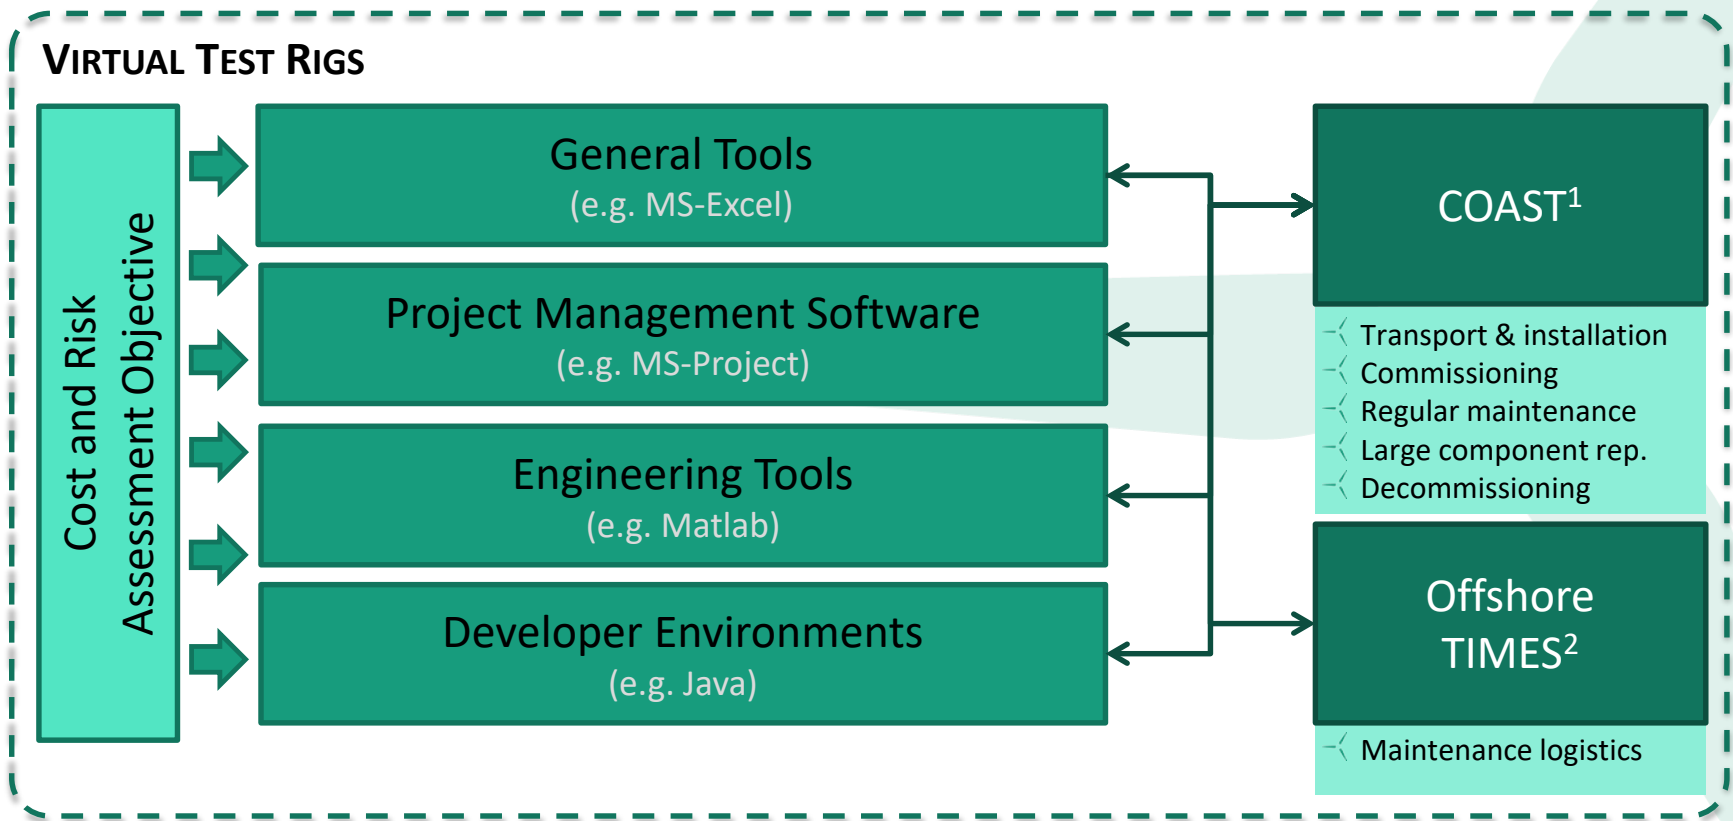 VIRTUAL TEST RIGS
Cost and Risk
Assessment Objective
General Tools
(e.g. MS-Excel)
Project Management Software
(e.g. MS-Project)
Engineering Tools
(e.g. Matlab)
Developer Environments
(e.g. Java)
COAST¹
Transport & installation
Commissioning
Regular maintenance
Large component rep.
Decommissioning
Offshore
TIMES²
Maintenance logistics